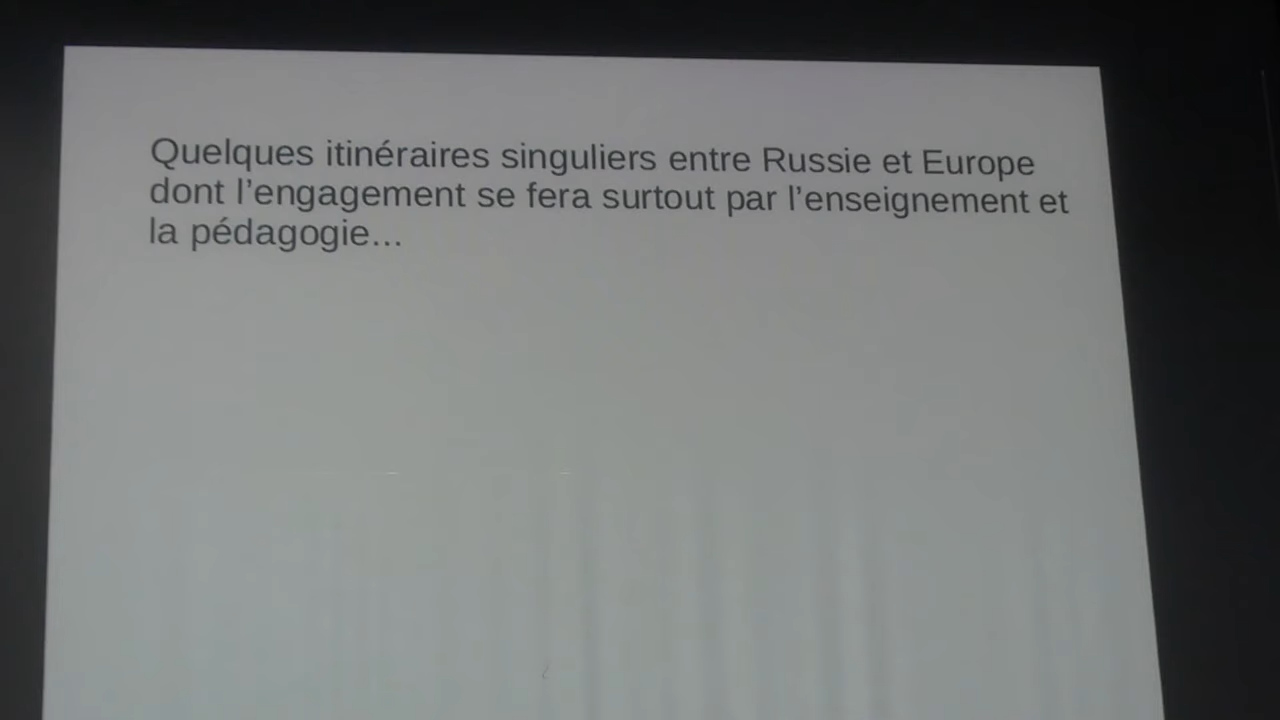 Quelques itinéraires singuliers entre Russie et Europe
dont l’engagement se fera surtout par l’enseignement et
la pédagogie…